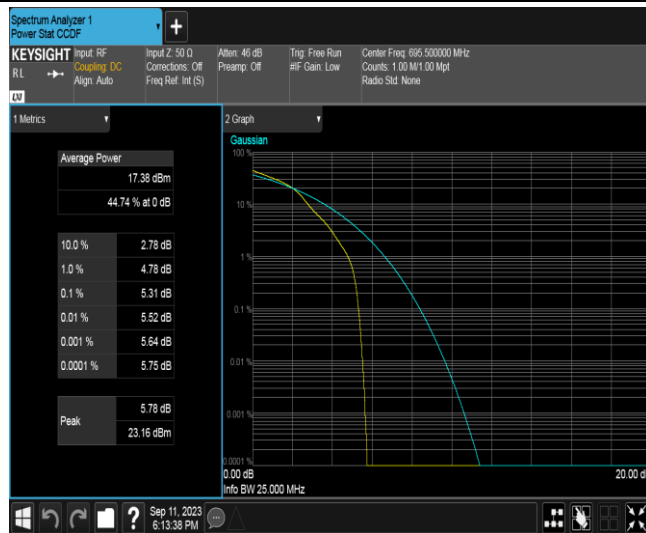 Spectrum Analyzer 1
Power Stat CCDF
+
KEYSIGHT
RL
Input: RF
Coupling: DC
Align: Auto
Input Z: 50 Ω
Corrections: Off
Freq Ref: Int (S)
Atten: 46 dB
Preamp: Off
Trig: Free Run
#IF Gain: Low
Center Freq: 695.500000 MHz
Counts: 1.00 M/1.00 Mpt
Radio Std: None
1 Metrics
Average Power
17.38 dBm
44.74 % at 0 dB
10.0 % 2.78 dB
1.0 % 4.78 dB
0.1 % 5.31 dB
0.01 % 5.52 dB
0.001 % 5.64 dB
0.0001 % 5.75 dB
Peak
5.78 dB
23.16 dBm
2 Graph
Gaussian
100 %
10 %
1 %
0.1 %
0.01 %
0.001 %
0.0001 %
0.00 dB
20.00 d
Info BW 25.000 MHz
?
Sep 11, 2023
6:13:38 PM